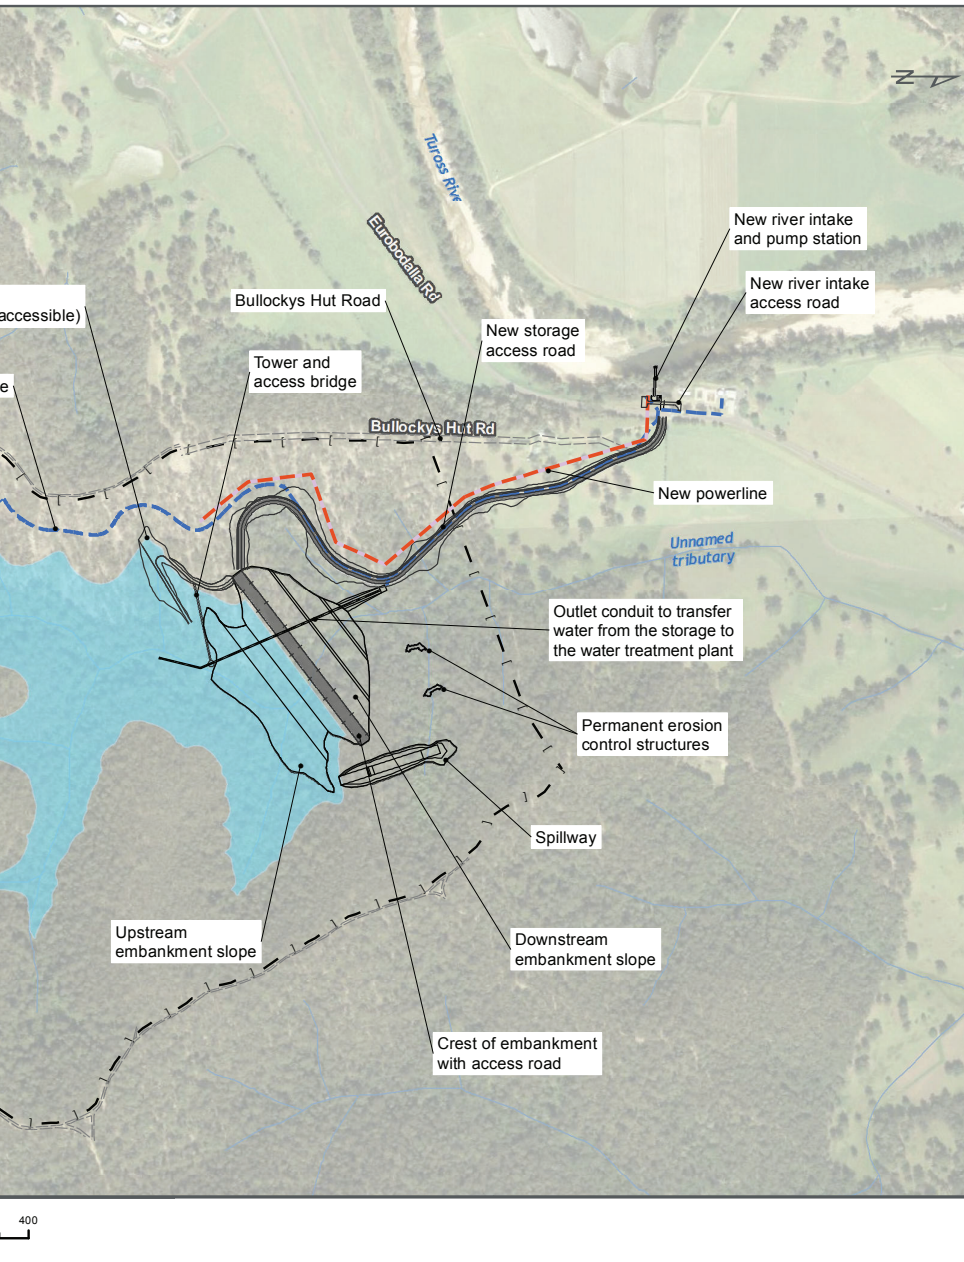 N
Tuross River
Eurobodalla Rd
New river intake
and pump station
New river intake
access road
accessible)
Bullockys Hut Road
New storage
access road
Tower and
access bridge
e
Bullockys Hut Rd
New powerline
Unnamed
tributary
Outlet conduit to transfer
water from the storage to
the water treatment plant
Permanent erosion
control structures
Spillway
Upstream
embankment slope
Downstream
embankment slope
Crest of embankment
with access road
400